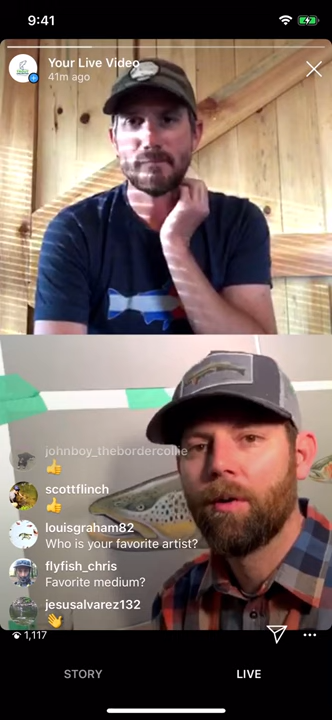 9:41
Your Live Video
41m ago
johnboy_thebordercollie
👍
scottflinch
👍
louisgraham82
Who is your favorite artist?
flyfish_chris
Favorite medium?
jesusalvarez132
👋
1,117
STORY LIVE